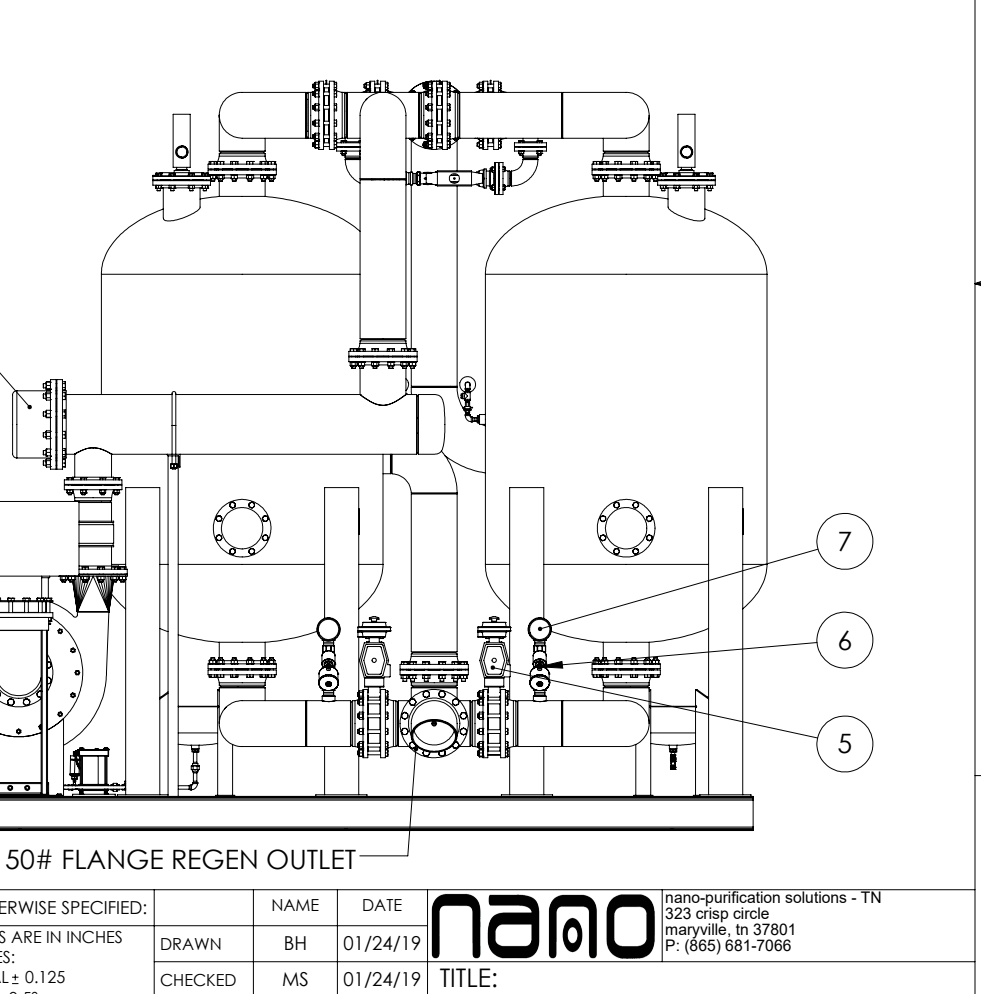 7
6
5
50# FLANGE REGEN OUTLET
ERWISE SPECIFIED:
S ARE IN INCHES
ES:
AL± 0.125
NAME
DATE
DRAWN
BH
01/24/19
CHECKED
MS
01/24/19
nano
nano-purification solutions - TN
323 crisp circle
maryville, tn 37801
P: (865) 681-7066
TITLE: